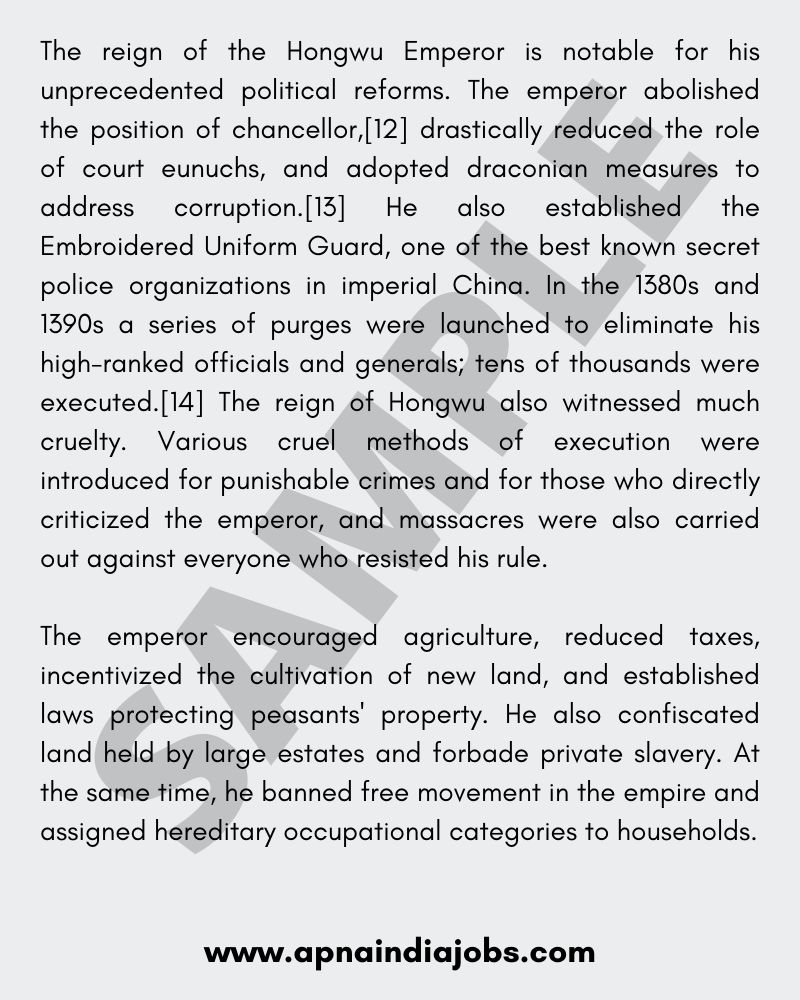 The reign of the Hongwu Emperor is notable for his
unprecedented political reforms. The emperor abolished
the position of chancellor,[12] drastically reduced the role
of court eunuchs, and adopted draconian measures to
address corruption.[13] He also established the
Embroidered Uniform Guard, one of the best known secret
police organizations in imperial China. In the 1380s and
1390s a series of purges were launched to eliminate his
high-ranked officials and generals; tens of thousands were
executed.[14] The reign of Hongwu also witnessed much
cruelty. Various cruel methods of execution were
introduced for punishable crimes and for those who directly
criticized the emperor, and massacres were also carried
out against everyone who resisted his rule.
The emperor encouraged agriculture, reduced taxes,
incentivized the cultivation of new land, and established
laws protecting peasants' property. He also confiscated
land held by large estates and forbade private slavery. At
the same time, he banned free movement in the empire and
assigned hereditary occupational categories to households.
SAMPLE
www.apnaindiajobs.com